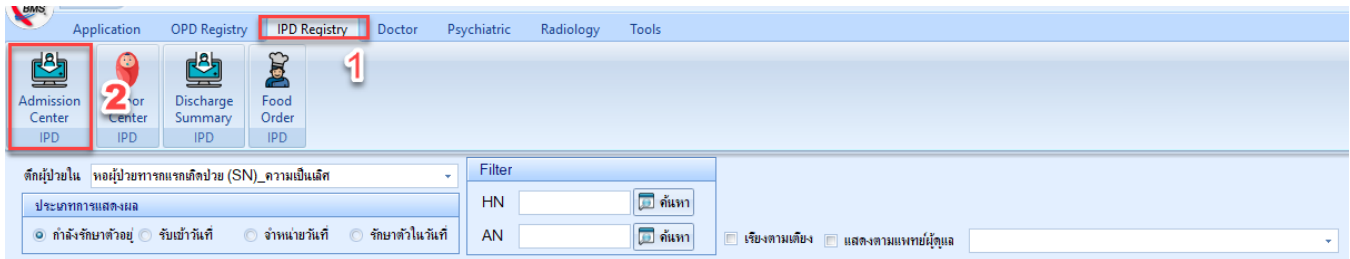 BMS
Application OPD Registry IPD Registry Doctor Psychiatric Radiology Tools
1
2
Admission Center IPD
Center IPD
Discharge Summary IPD
Food Order IPD
ตึกผู้ป่วยใน หอผู้ป่วยทารกแรกเกิดป่วย (SN)_ความเป็นเลิศ
Filter
ประเภทการแสดงผล
HN ค้นหา
กำลังรักษาตัวอยู่ รับเข้าวันที่ จำหน่ายวันที่ รักษาตัวในวันที่
AN ค้นหา
เรียงตามเตียง แสดงตามแพทย์ผู้ดูแล